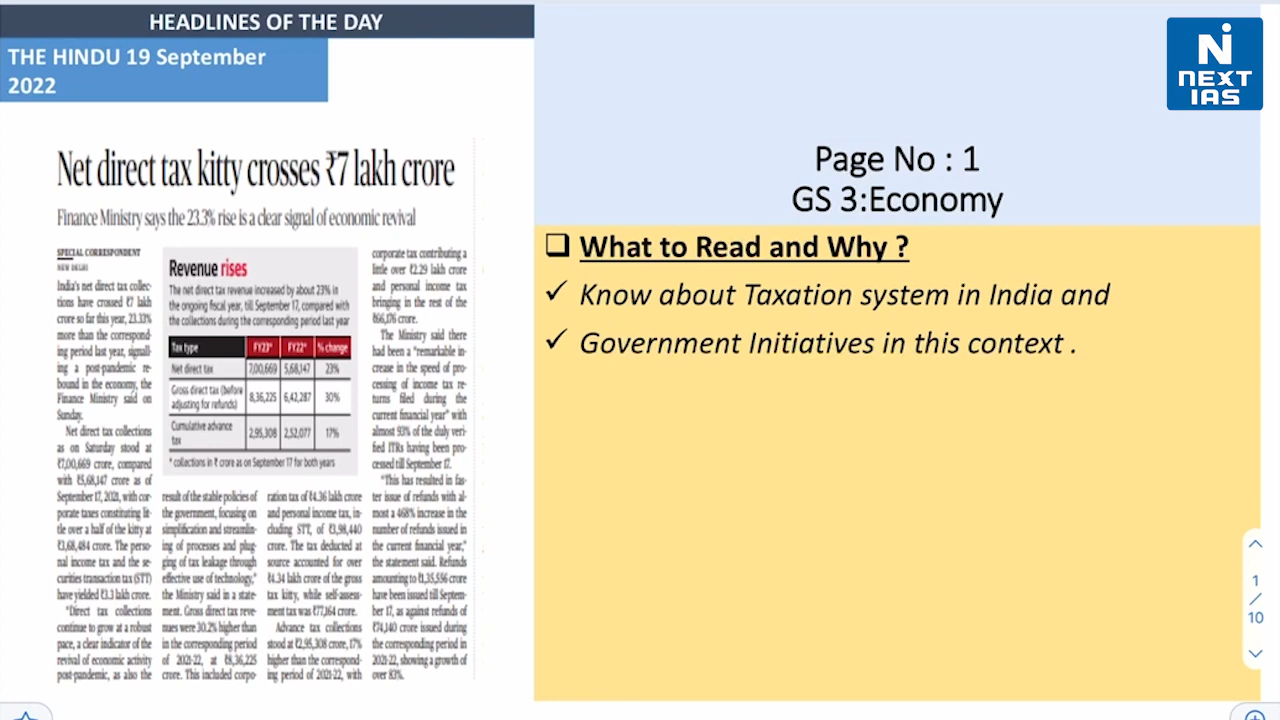 HEADLINES OF THE DAY
THE HINDU 19 September
2022
Net direct tax kitty crosses ₹7 lakh crore
Finance Ministry says the 23.3% rise is a clear signal of economic revival
SPECIAL CORRESPONDENT
NEW DELHI
India's net direct tax collec-
tions have crossed ₹7 lakh
crore so far this year, 23.33%
more than the correspond-
ing period last year, signall-
ing a post-pandemic re-
bound in the economy, the
Finance Ministry said on
Sunday.
Net direct tax collections
as on Saturday stood at
₹7,00,669 crore, compared
with ₹5,68,147 crore as of
September 17, 2021, with cor-
porate taxes constituting lit-
tle over a half of the kitty at
₹3,68,484 crore. The perso-
nal income tax and the se-
curities transaction tax (STT)
have yielded ₹3.3 lakh crore.
"Direct tax collections
continue to grow at a robust
pace, a clear indicator of the
revival of economic activity
post-pandemic, as also the
Revenue rises
The net direct tax revenue increased by about 23% in
the ongoing fiscal year, till September 17, compared with
the collections during the corresponding period last year
Tax type FY23* FY22* % change
Net direct tax 7,00,669 5,68,147 23%
Gross direct tax (before
adjusting for refunds) 8,36,225 6,42,287 30%
Cumulative advance
tax 2,95,308 2,52,077 17%
* collections in ₹ crore as on September 17 for both years
result of the stable policies of
the government, focusing on
simplification and streamlin-
ing of processes and plug-
ging of tax leakage through
effective use of technology,"
the Ministry said in a state-
ment. Gross direct tax reve-
nues were 30.2% higher than
in the corresponding period
of 2021-22, at ₹8,36,225
crore. This included corpo-
ration tax of ₹4.36 lakh crore
and personal income tax, in-
cluding STT, of ₹3,98,440
crore. The tax deducted at
source accounted for over
₹4.34 lakh crore of the gross
tax kitty, while self-assess-
ment tax was ₹77,164 crore.
Advance tax collections
stood at ₹2,95,308 crore, 17%
higher than the correspond-
ing period of 2021-22, with
corporate tax contributing a
little over ₹2.29 lakh crore
and personal income tax
bringing in the rest of the
₹66,176 crore.
The Ministry said there
had been a "remarkable in-
crease in the speed of pro-
cessing of income tax re-
turns filed during the
current financial year" with
almost 93% of the duly veri-
fied ITRs having been pro-
cessed till September 17.
"This has resulted in fas-
ter issue of refunds with al-
most a 468% increase in the
number of refunds issued in
the current financial year,"
the statement said. Refunds
amounting to ₹1,35,556 crore
have been issued till Septem-
ber 17, as against refunds of
₹74,140 crore issued during
the corresponding period in
2021-22, showing a growth of
over 83%.
NEXT
IAS
Page No : 1
GS 3:Economy
What to Read and Why ?
Know about Taxation system in India and
Government Initiatives in this context .
1
/
10